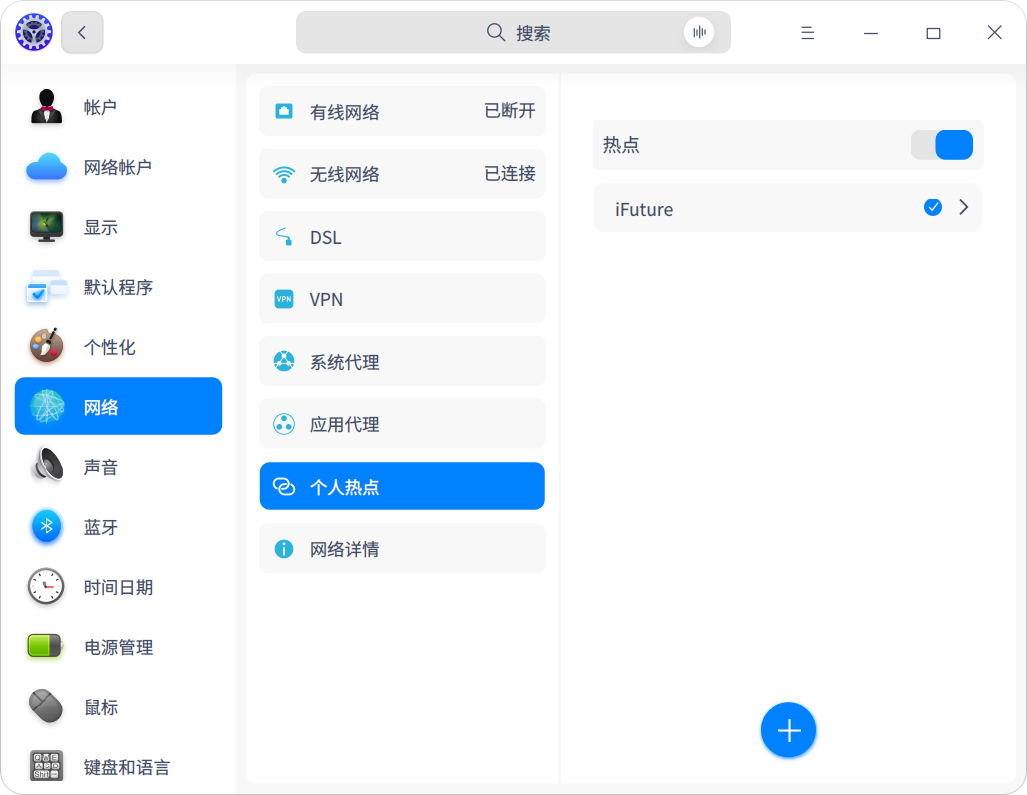 搜索
帐户
网络帐户
显示
默认程序
个性化
网络
声音
蓝牙
时间日期
电源管理
鼠标
键盘和语言
有线网络 已断开
无线网络 已连接
DSL
VPN VPN
系统代理
应用代理
个人热点
网络详情
热点
iFuture